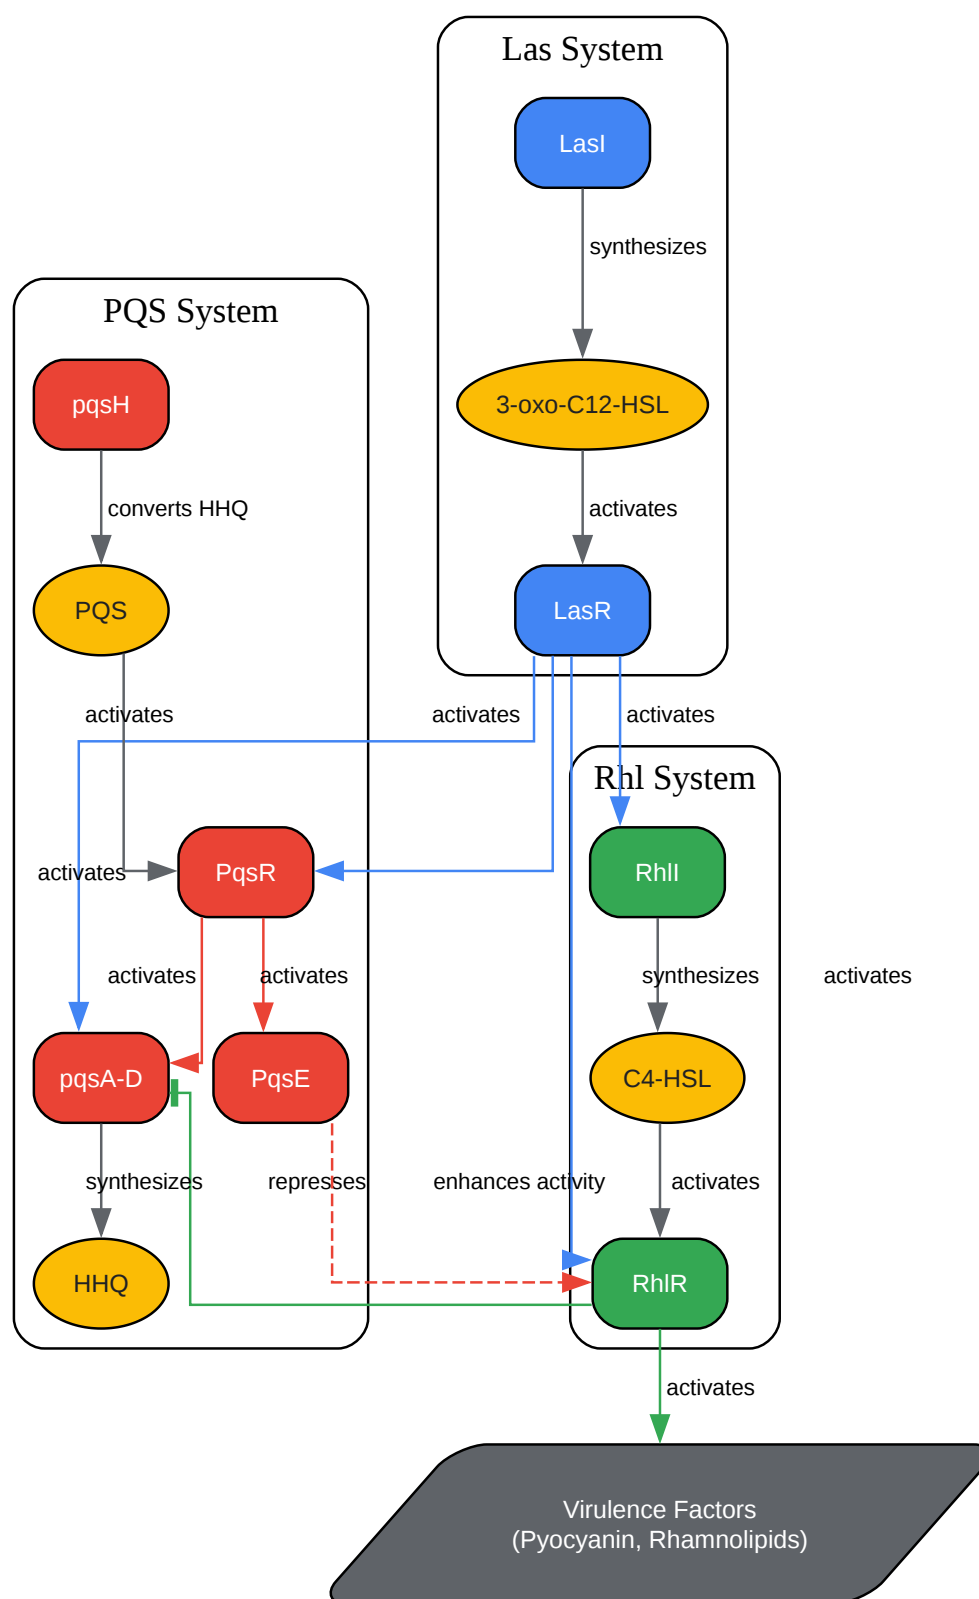 Las System
LasI
synthesizes
PQS System
pqsH
3-oxo-C12-HSL
converts HHQ
activates
PQS
LasR
activates
activates
activates
Rhl System
activates
PqsR
RhlI
activates
activates
synthesizes
activates
pqsA-D
PqsE
C4-HSL
synthesizes
represses
enhances activity
activates
HHQ
RhlR
activates
Virulence Factors
(Pyocyanin, Rhamnolipids)